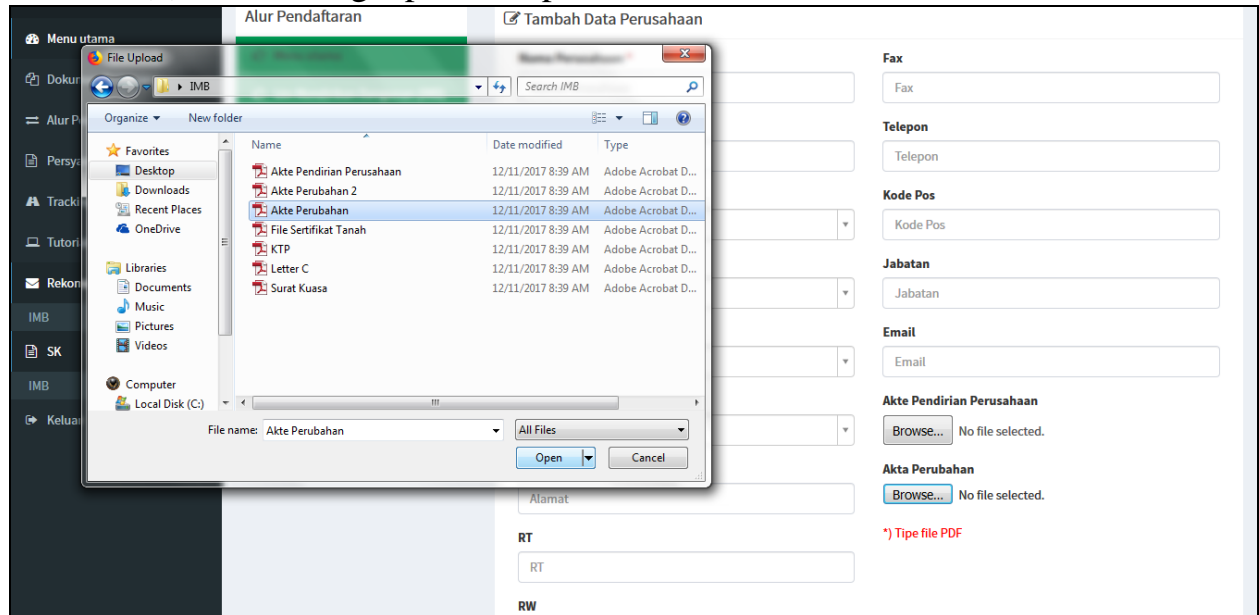 Alur Pendaftaran
Tambah Data Perusahaan
Menu utama
Dokur
Alur P
Persya
Tracki
Tutori
Rekon
IMB
SK
IMB
Keluar
File Upload
IMB
Search IMB
Organize
New folder
Favorites
Desktop
Downloads
Recent Places
OneDrive
Libraries
Documents
Music
Pictures
Videos
Computer
Local Disk (C:)
Name Date modified Type
Akte Pendirian Perusahaan 12/11/2017 8:39 AM Adobe Acrobat D...
Akte Perubahan 2 12/11/2017 8:39 AM Adobe Acrobat D...
Akte Perubahan 12/11/2017 8:39 AM Adobe Acrobat D...
File Sertifikat Tanah 12/11/2017 8:39 AM Adobe Acrobat D...
KTP 12/11/2017 8:39 AM Adobe Acrobat D...
Letter C 12/11/2017 8:39 AM Adobe Acrobat D...
Surat Kuasa 12/11/2017 8:39 AM Adobe Acrobat D...
File name: Akte Perubahan
All Files
Open
Cancel
Alamat
RT
RT
RW
Fax
Fax
Telepon
Telepon
Kode Pos
Kode Pos
Jabatan
Jabatan
Email
Email
Akte Pendirian Perusahaan
Browse... No file selected.
Akta Perubahan
Browse... No file selected.
*) Tipe file PDF